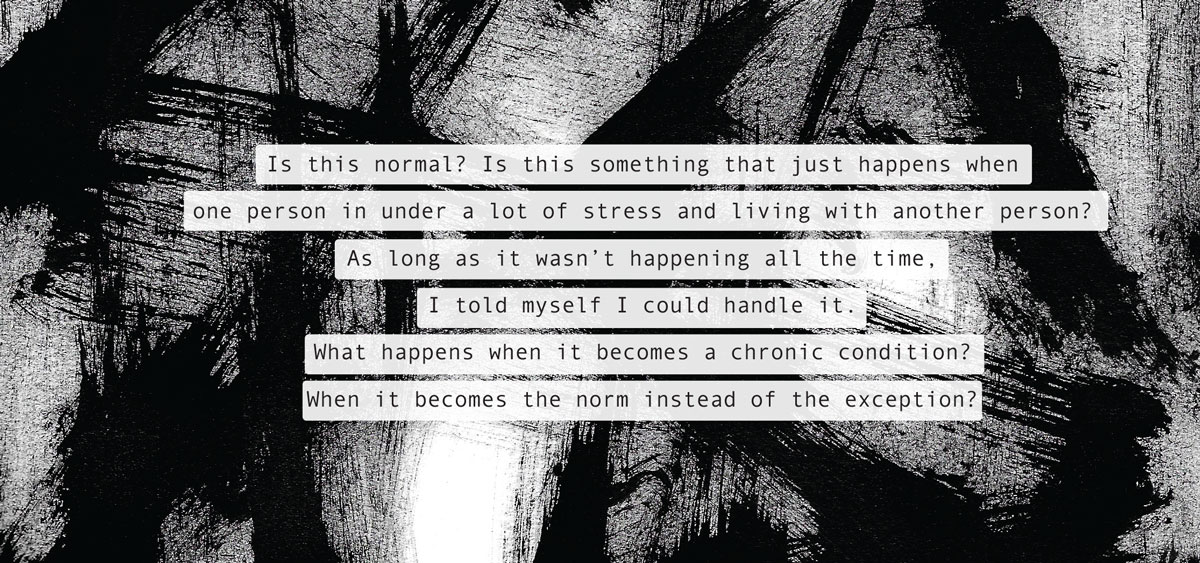 Is this normal? Is this something that just happens when
one person in under a lot of stress and living with another person?
As long as it wasn’t happening all the time,
I told myself I could handle it.
What happens when it becomes a chronic condition?
When it becomes the norm instead of the exception?